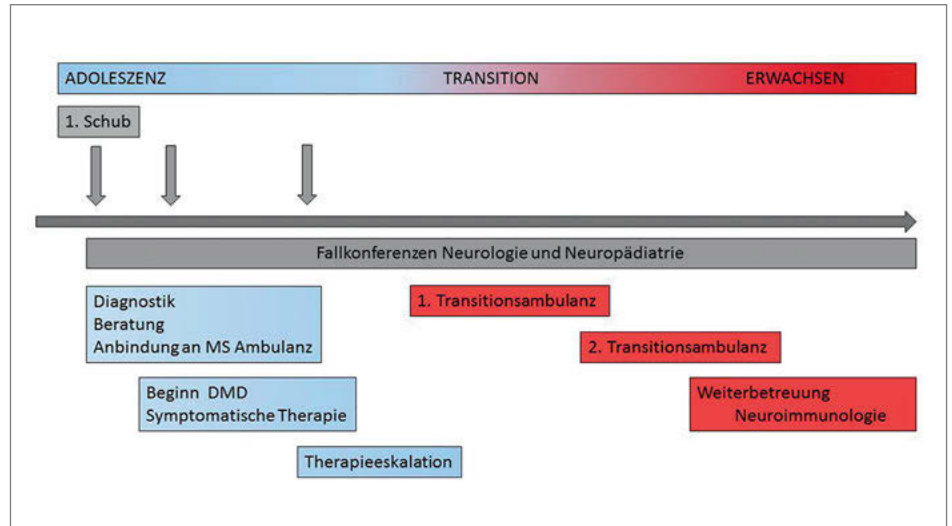 ADOLESZENZ TRANSITION ERWACHSEN
1. Schub
Fallkonferenzen Neurologie und Neuropädiatrie
Diagnostik
Beratung
Anbindung an MS Ambulanz
1. Transitionsambulanz
2. Transitionsambulanz
Beginn DMD
Symptomatische Therapie
Weiterbetreuung
Neuroimmunologie
Therapieeskalation